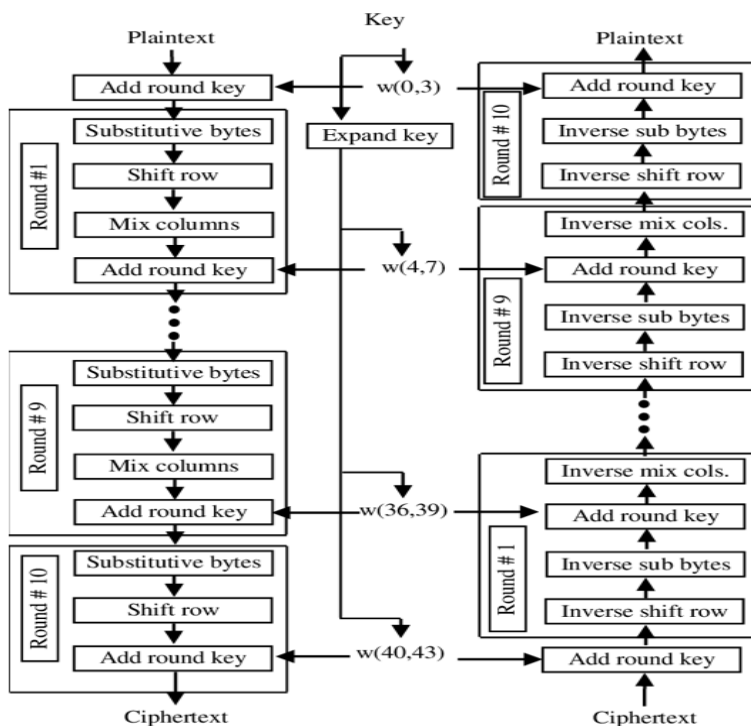 Plaintext
Add round key
Round #1
Substitutive bytes
Shift row
Mix columns
Add round key
Round # 9
Substitutive bytes
Shift row
Mix columns
Add round key
Round # 10
Substitutive bytes
Shift row
Add round key
Ciphertext
Key
w(0,3)
Expand key
w(4,7)
w(36,39)
w(40,43)
Plaintext
Round # 10
Add round key
Inverse sub bytes
Inverse shift row
Round # 9
Inverse mix cols.
Add round key
Inverse sub bytes
Inverse shift row
Round # 1
Inverse mix cols.
Add round key
Inverse sub bytes
Inverse shift row
Add round key
Ciphertext